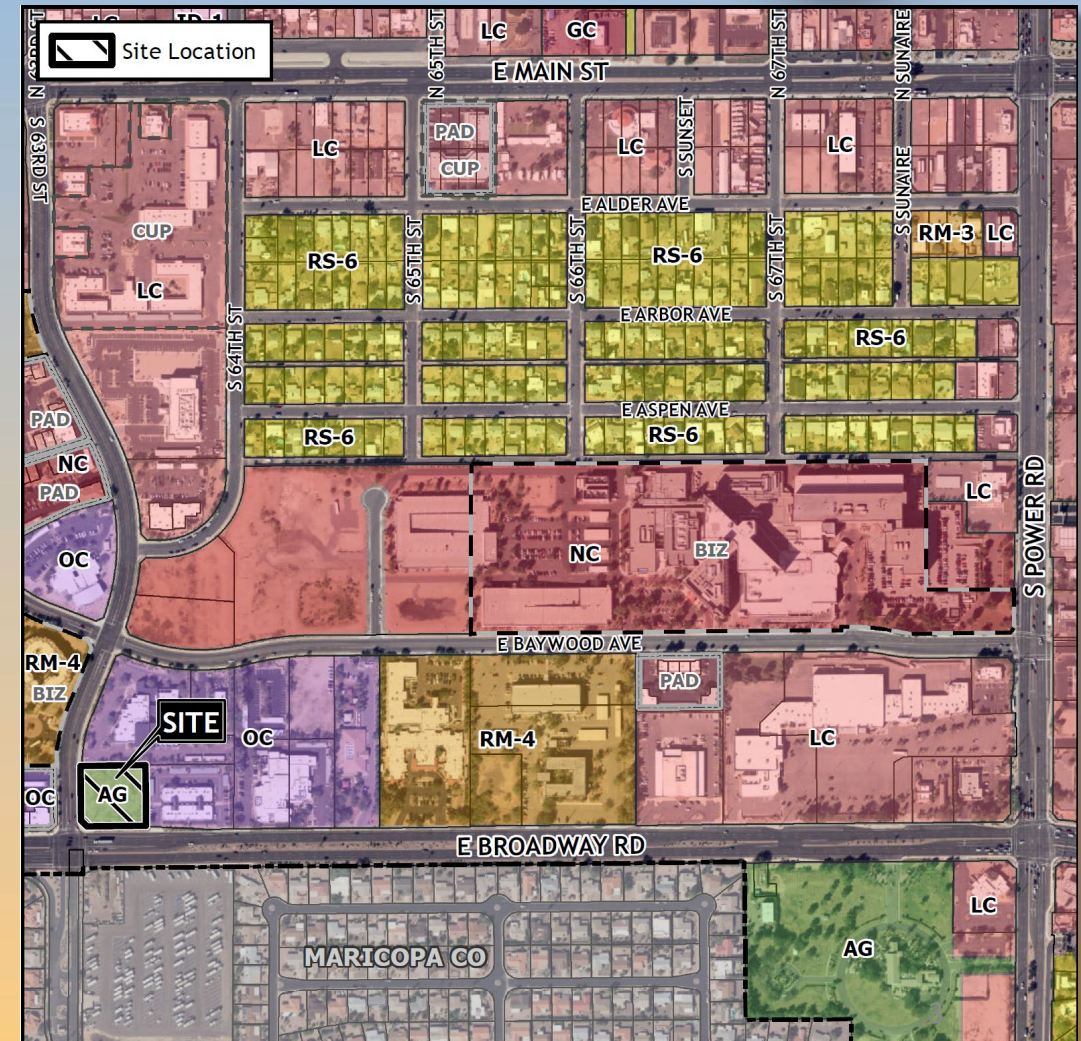 Site Location
LC
GC
E MAIN ST
N 65TH ST
N 67TH ST
N SUNAIRE
N
S 63RD ST
LC
PAD
CUP
LC
S SUNSET
LC
S SUNAIRE
E ALDER AVE
CUP
LC
RS-6
S 65TH ST
S 66TH ST
RS-6
S 67TH ST
RM-3
LC
E ARBOR AVE
S 64TH ST
RS-6
PAD
E ASPEN AVE
RS-6
RS-6
NC
PAD
LC
S POWER RD
OC
NC
BIZ
E BAYWOOD AVE
RM-4
BIZ
PAD
SITE
OC
RM-4
LC
OC
AG
E BROADWAY RD
LC
MARICOPA CO
AG